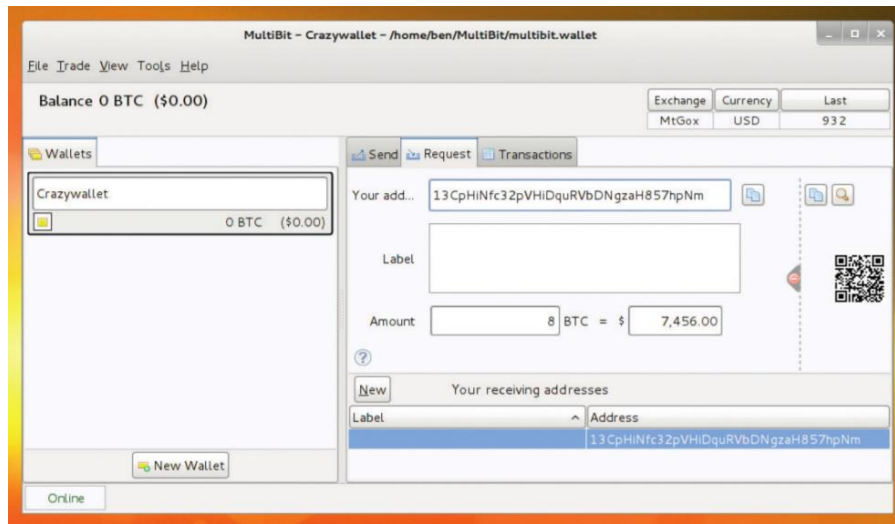 MultiBit – Crazywallet – /home/ben/MultiBit/multibit.wallet
File Trade View Tools Help
Balance 0 BTC ($0.00)
Exchange Currency Last
MtGox USD 932
Wallets
Crazywallet
0 BTC ($0.00)
New Wallet
Send Request Transactions
Your add... 13CpHiNfc32pVHiDquRVbDNgzaH857hpNm
Label
Amount 8 BTC = $ 7,456.00
New Your receiving addresses
Label Address
13CpHiNfc32pVHiDquRVbDNgzaH857hpNm
Online